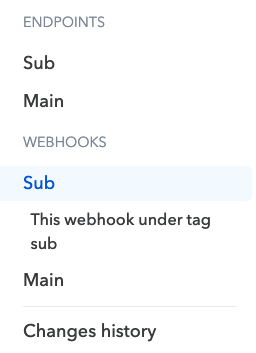 ENDPOINTS
Sub
Main
WEBHOOKS
Sub
This webhook under tag
sub
Main
Changes history